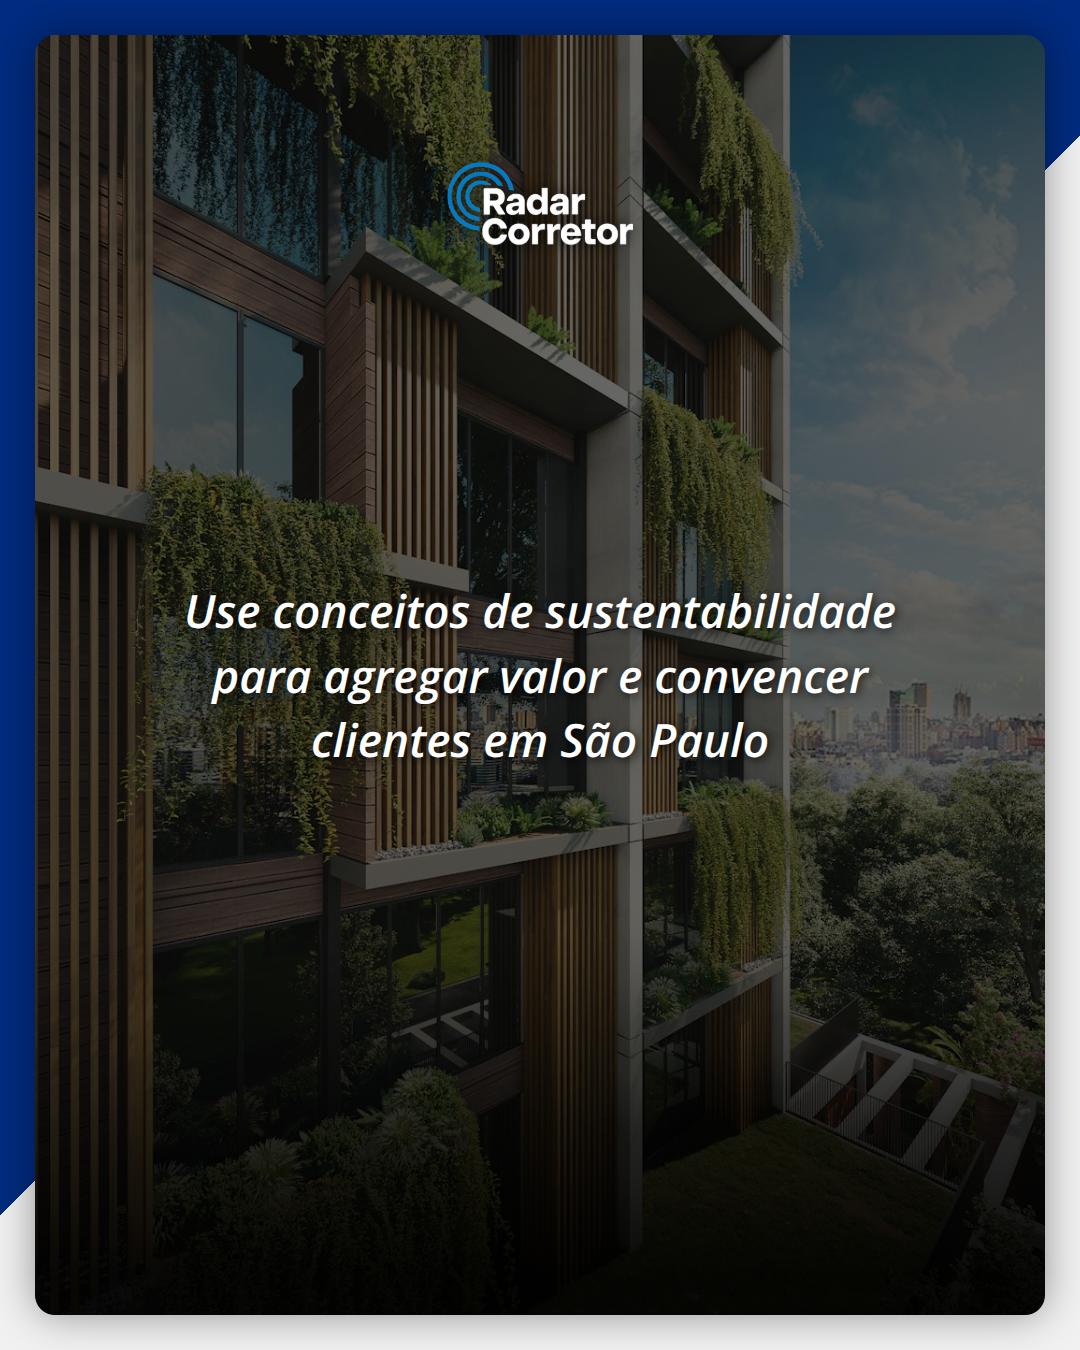 Radar
Corretor
Use conceitos de sustentabilidade
para agregar valor e convencer
clientes em São Paulo